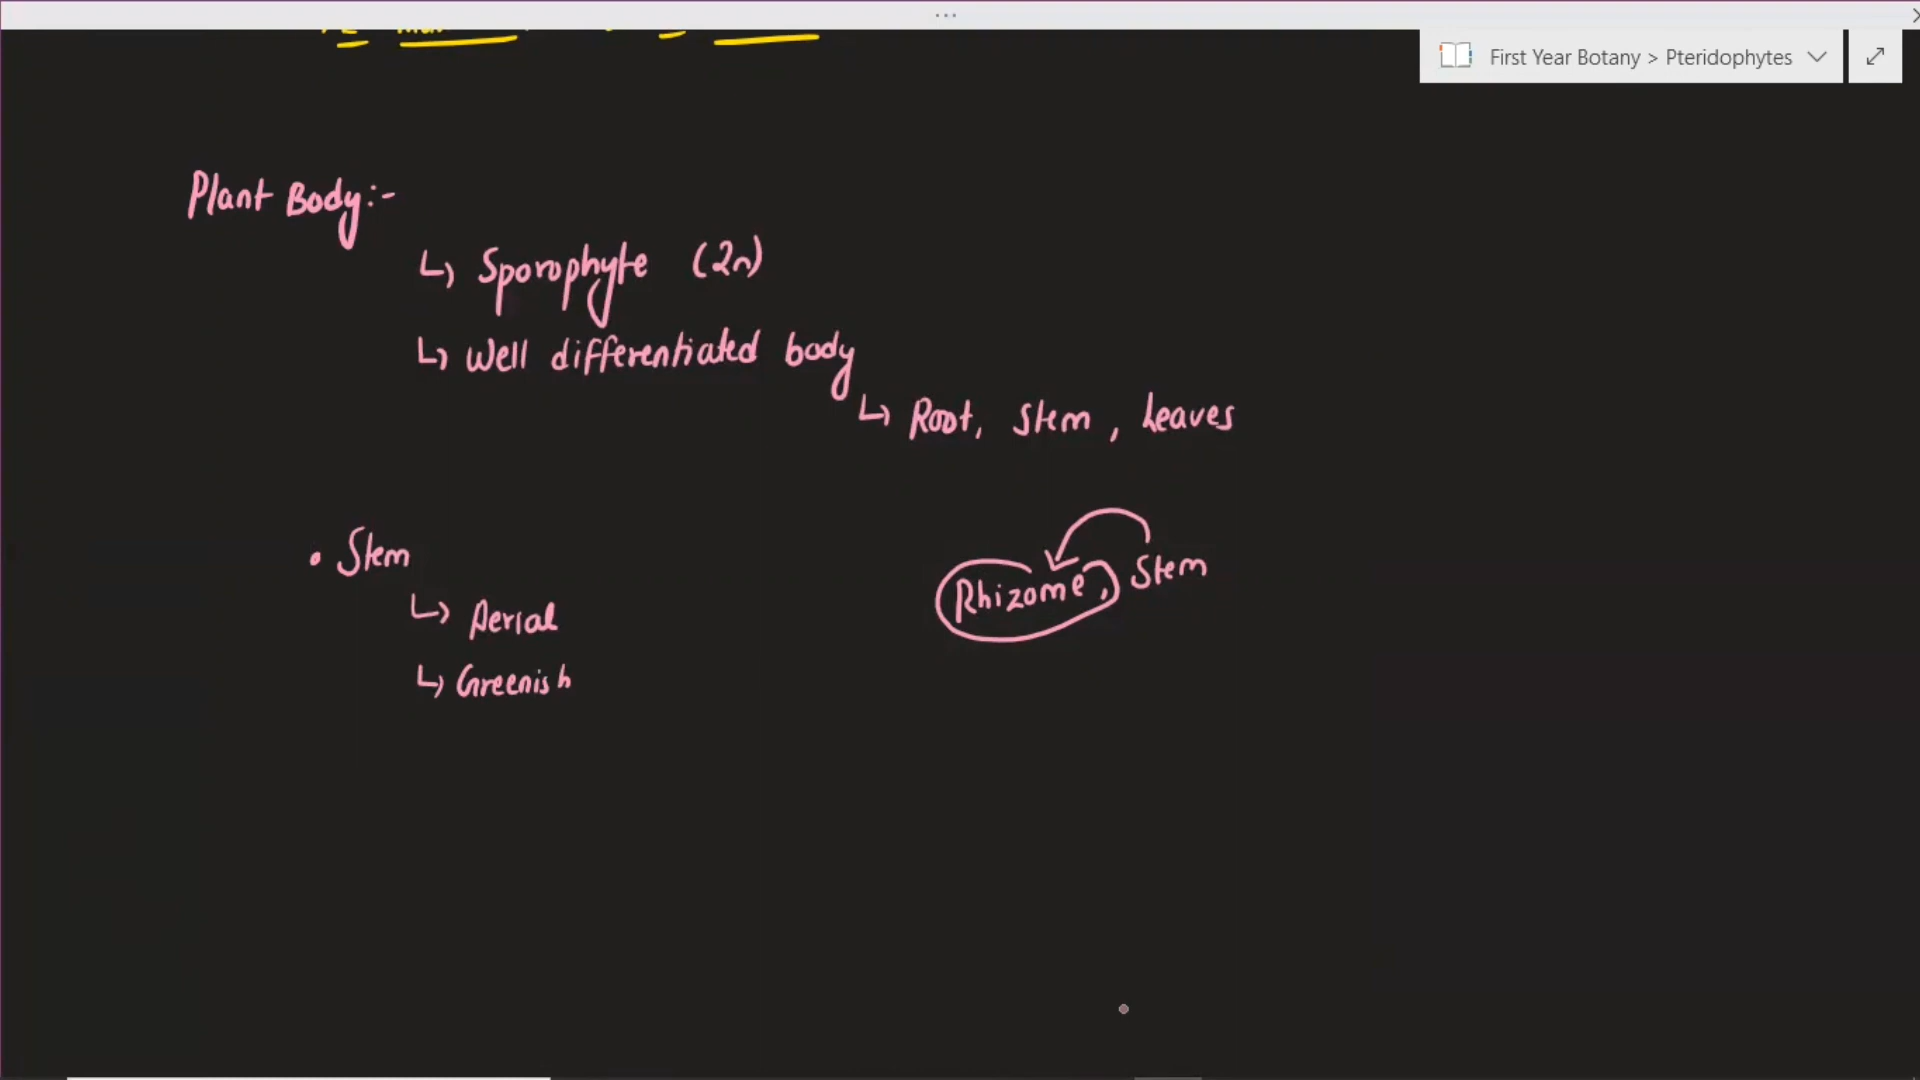 First Year Botany > Pteridophytes
Plant Body:-
↳ Sporophyte (2n)
↳ Well differentiated body
↳ Root, Stem, Leaves
• Stem
↳ Aerial
↳ Greenish
Rhizome, Stem